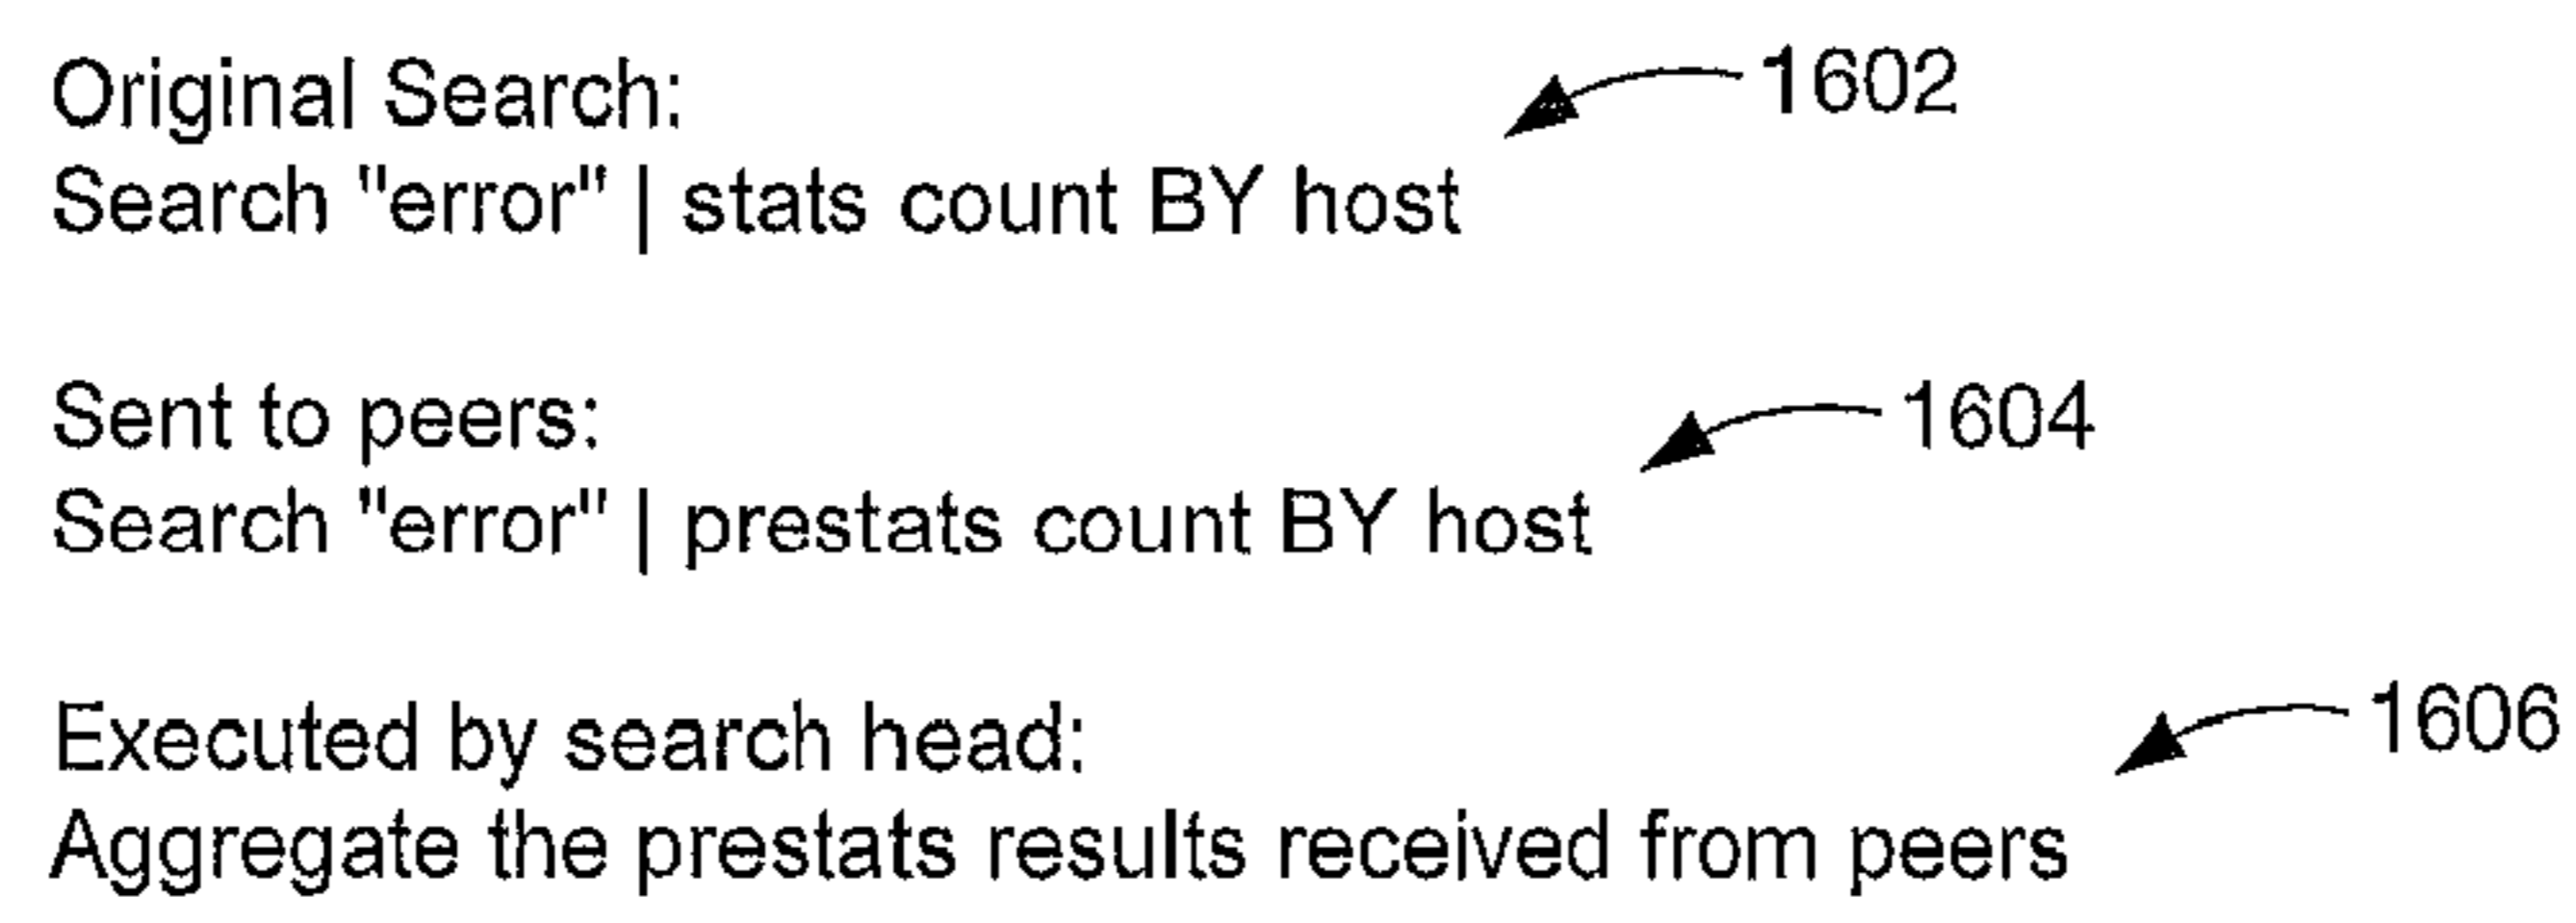 Original Search:
1602
Search "error" | stats count BY host
Sent to peers:
1604
Search "error" | prestats count BY host
Executed by search head:
1606
Aggregate the prestats results received from peers